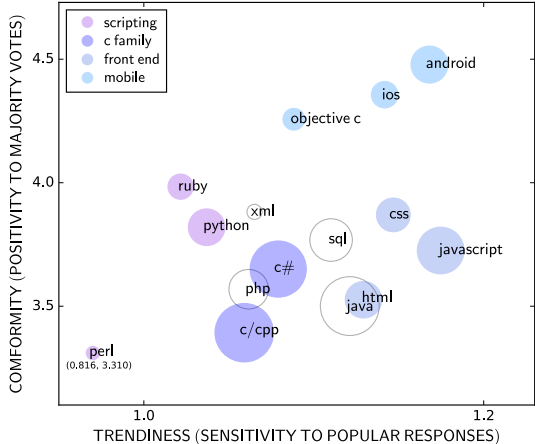 scripting
c family
front end
mobile
android
ios
objective c
ruby
xml
python
css
sql
javascript
c#
php
html
java
c/cpp
perl
(0.816, 3.310)
4.5
4.0
3.5
1.0
1.2
TRENDINESS (SENSITIVITY TO POPULAR RESPONSES)
COMFORMITY (POSITIVITY TO MAJORITY VOTES)